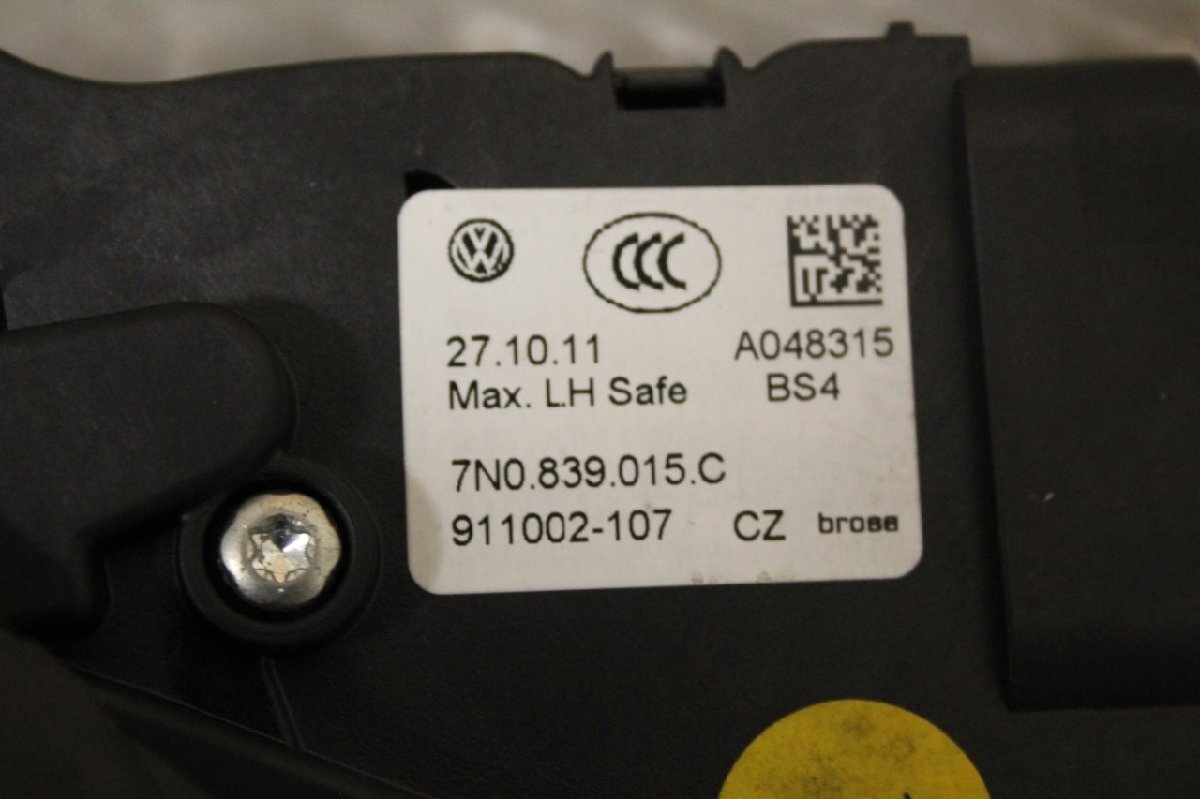 27.10.11 A048315
Max. LH Safe BS4
7N0.839.015.C
911002-107 CZ brose